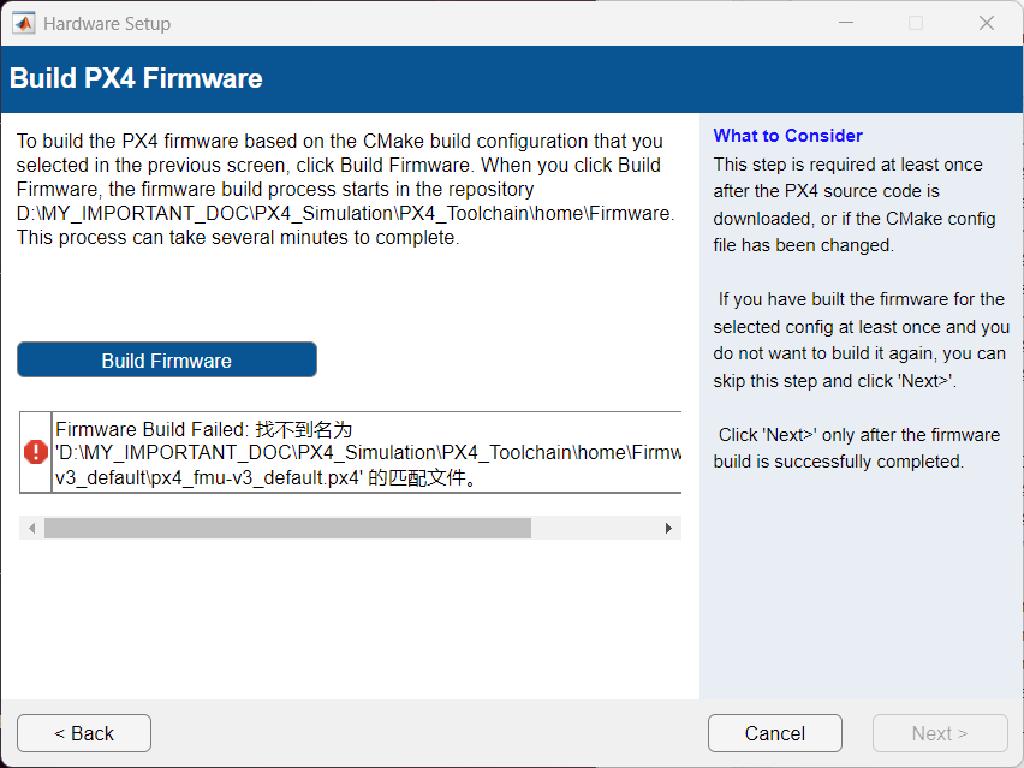 Hardware Setup
Build PX4 Firmware
To build the PX4 firmware based on the CMake build configuration that you
selected in the previous screen, click Build Firmware. When you click Build
Firmware, the firmware build process starts in the repository
D:\MY_IMPORTANT_DOC\PX4_Simulation\PX4_Toolchain\home\Firmware.
This process can take several minutes to complete.
Build Firmware
Firmware Build Failed: 找不到名为
'D:\MY_IMPORTANT_DOC\PX4_Simulation\PX4_Toolchain\home\Firmw
v3_default\px4_fmu-v3_default.px4' 的匹配文件。
What to Consider
This step is required at least once
after the PX4 source code is
downloaded, or if the CMake config
file has been changed.
If you have built the firmware for the
selected config at least once and you
do not want to build it again, you can
skip this step and click 'Next>'.
Click 'Next>' only after the firmware
build is successfully completed.
< Back
Cancel
Next >